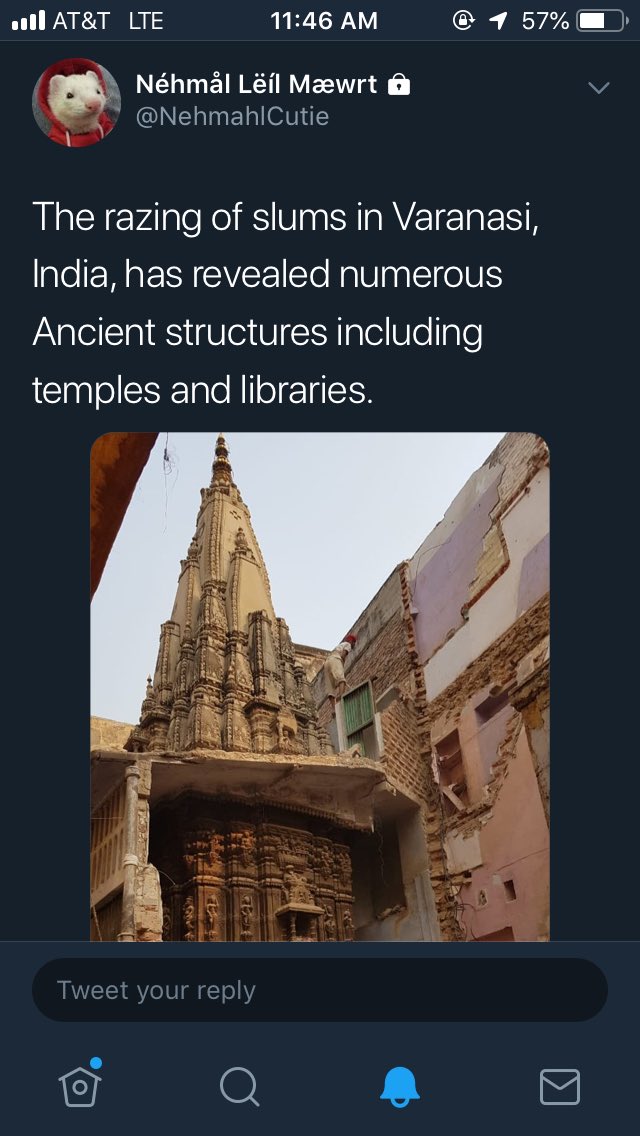 AT&T LTE 11:46 AM 57%
Néhmål Lëíl Mæwrt
@NehmahlCutie
The razing of slums in Varanasi,
India, has revealed numerous
Ancient structures including
temples and libraries.
Tweet your reply